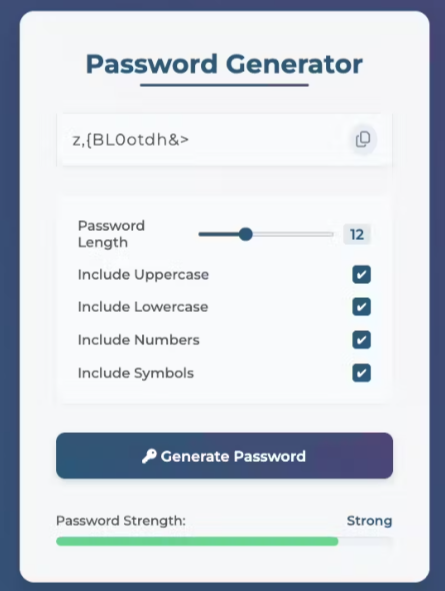 Password Generator
z,{BL0otdh&>
Password
Length
12
Include Uppercase
Include Lowercase
Include Numbers
Include Symbols
Generate Password
Password Strength: Strong